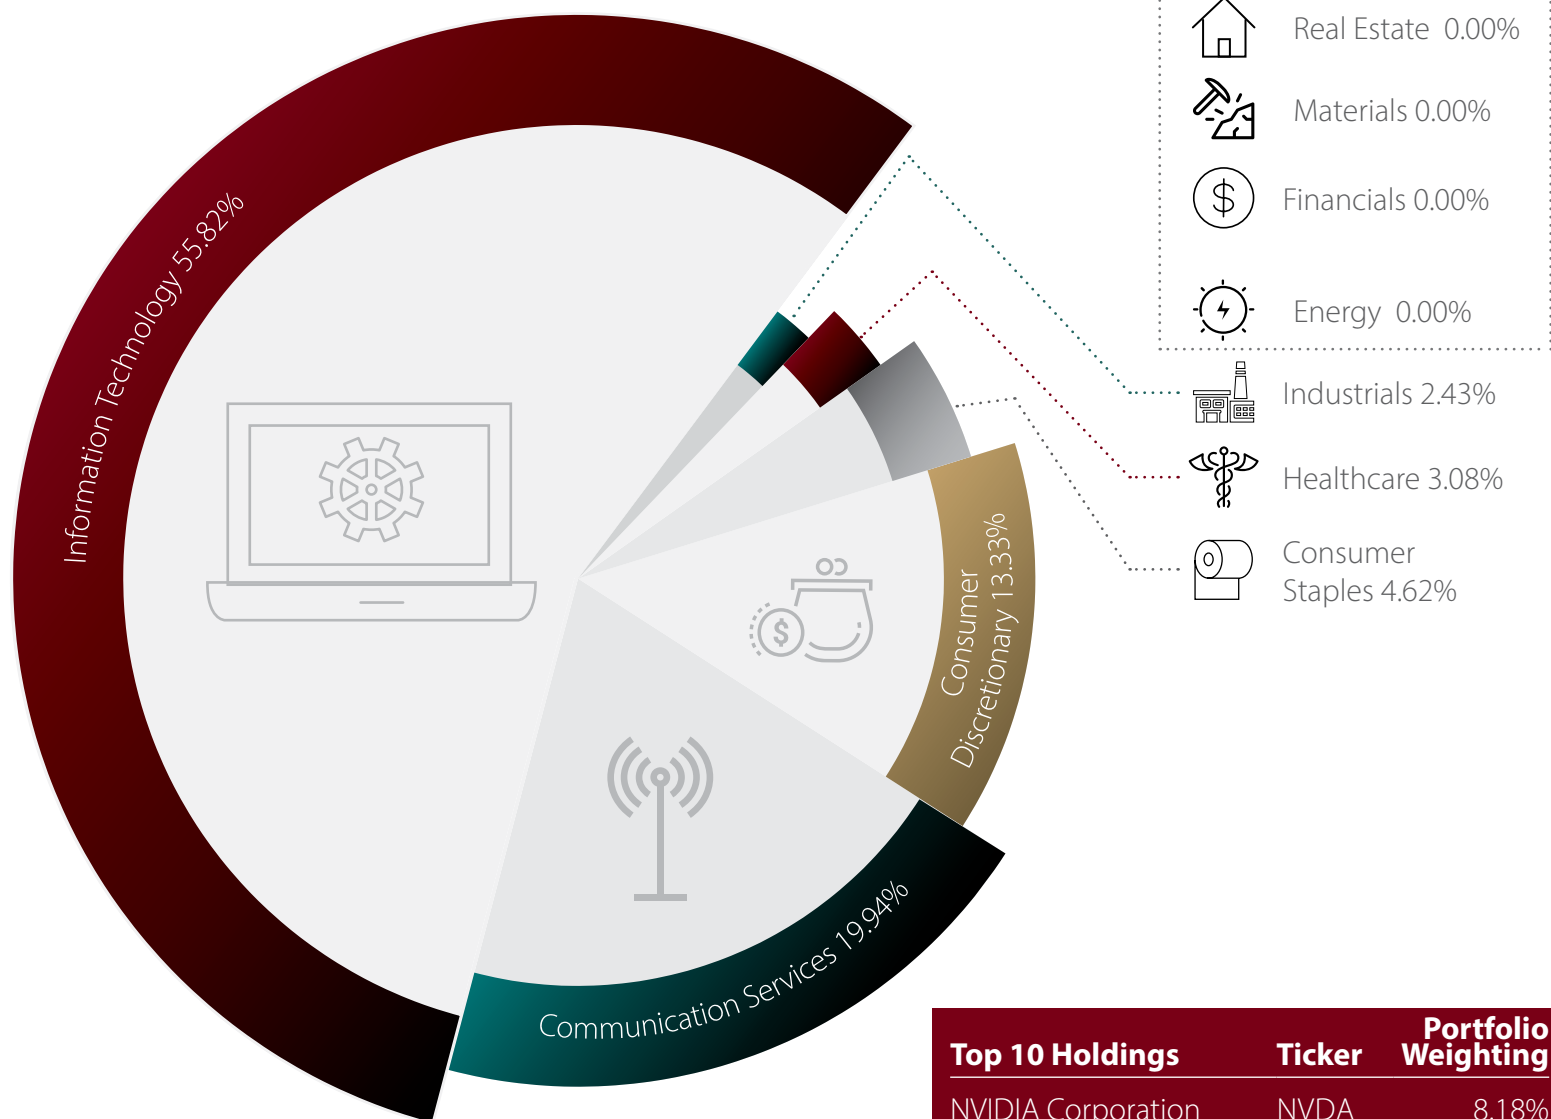 Real Estate 0.00%
Materials 0.00%
Financials 0.00%
Energy 0.00%
Industrials 2.43%
Healthcare 3.08%
Consumer
Staples 4.62%
Information Technology 55.82%
Consumer
Discretionary 13.33%
Communication Services 19.94%
Top 10 Holdings Ticker Portfolio Weighting
NVIDIA Corporation NVDA 8.18%